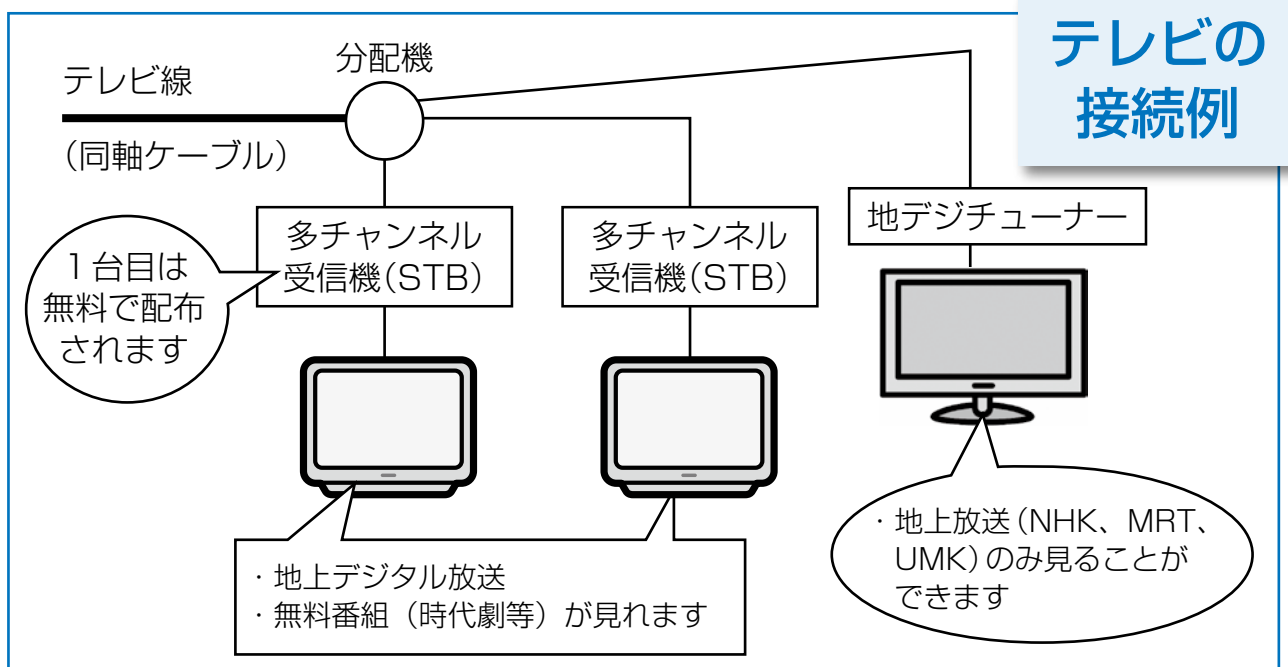 テレビの
接続例
分配機
テレビ線
(同軸ケーブル)
多チャンネル
受信機(STB)
多チャンネル
受信機(STB)
地デジチューナー
1台目は
無料で配布
されます
・地上デジタル放送
・無料番組（時代劇等）が見れます
・地上放送(NHK、MRT、
UMK)のみ見ることが
できます